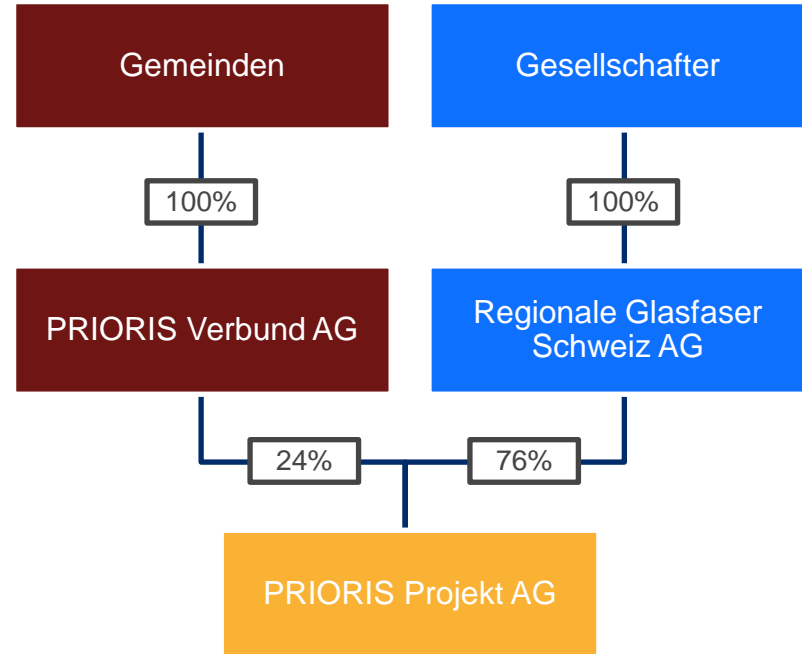 Gemeinden
Gesellschafter
100%
100%
PRIORIS Verbund AG
Regionale Glasfaser
Schweiz AG
24%
76%
PRIORIS Projekt AG